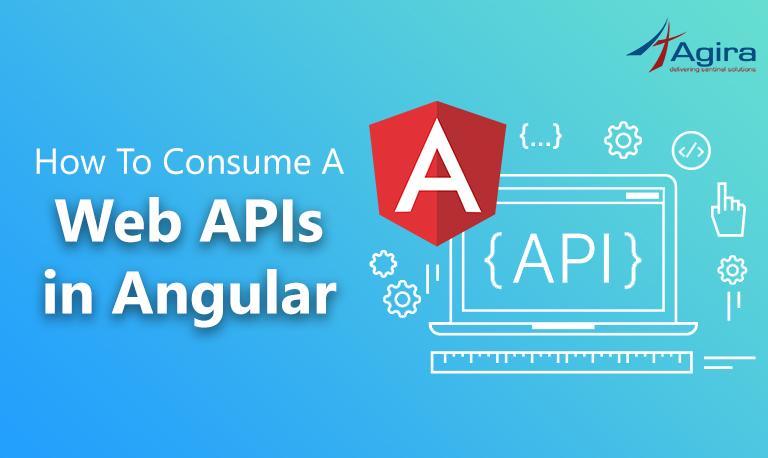 Agira
delivering sentinel solutions
How To Consume A
Web APIs
in Angular
A
{...}
</>
{API}